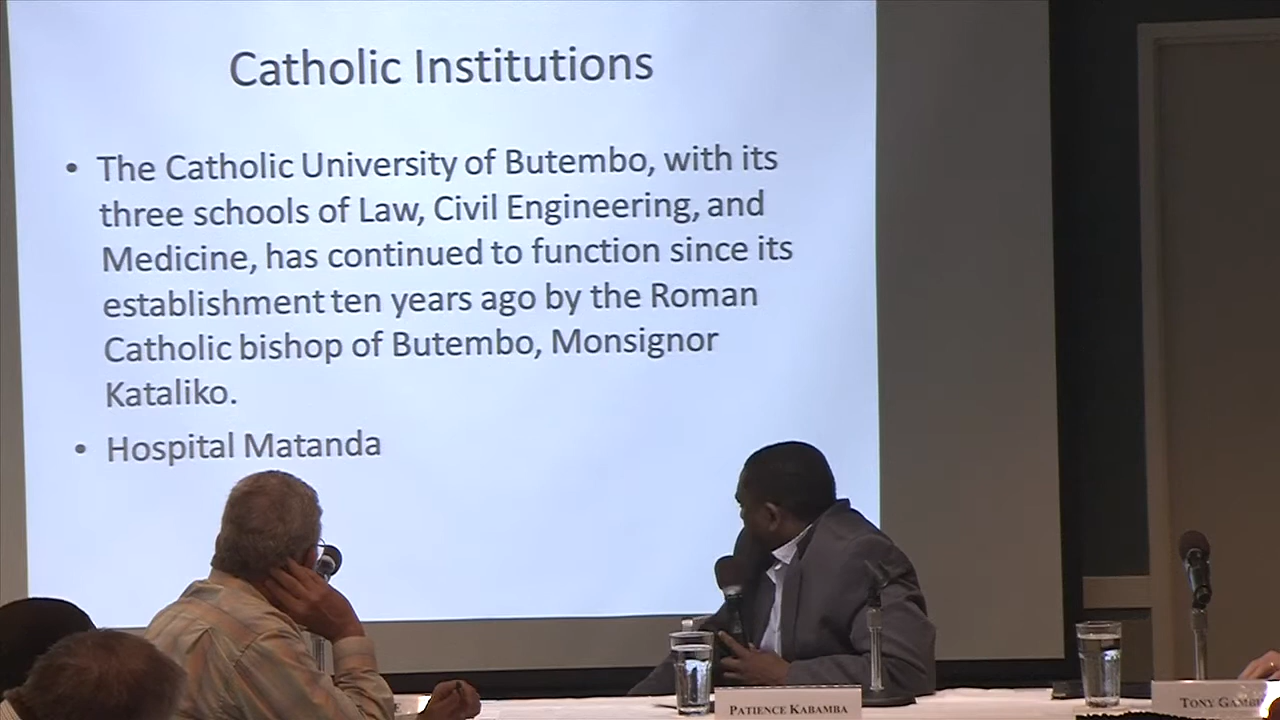 Catholic Institutions
• The Catholic University of Butembo, with its
three schools of Law, Civil Engineering, and
Medicine, has continued to function since its
establishment ten years ago by the Roman
Catholic bishop of Butembo, Monsignor
Kataliko.
• Hospital Matanda
PATIENCE KABAMBA
TONY